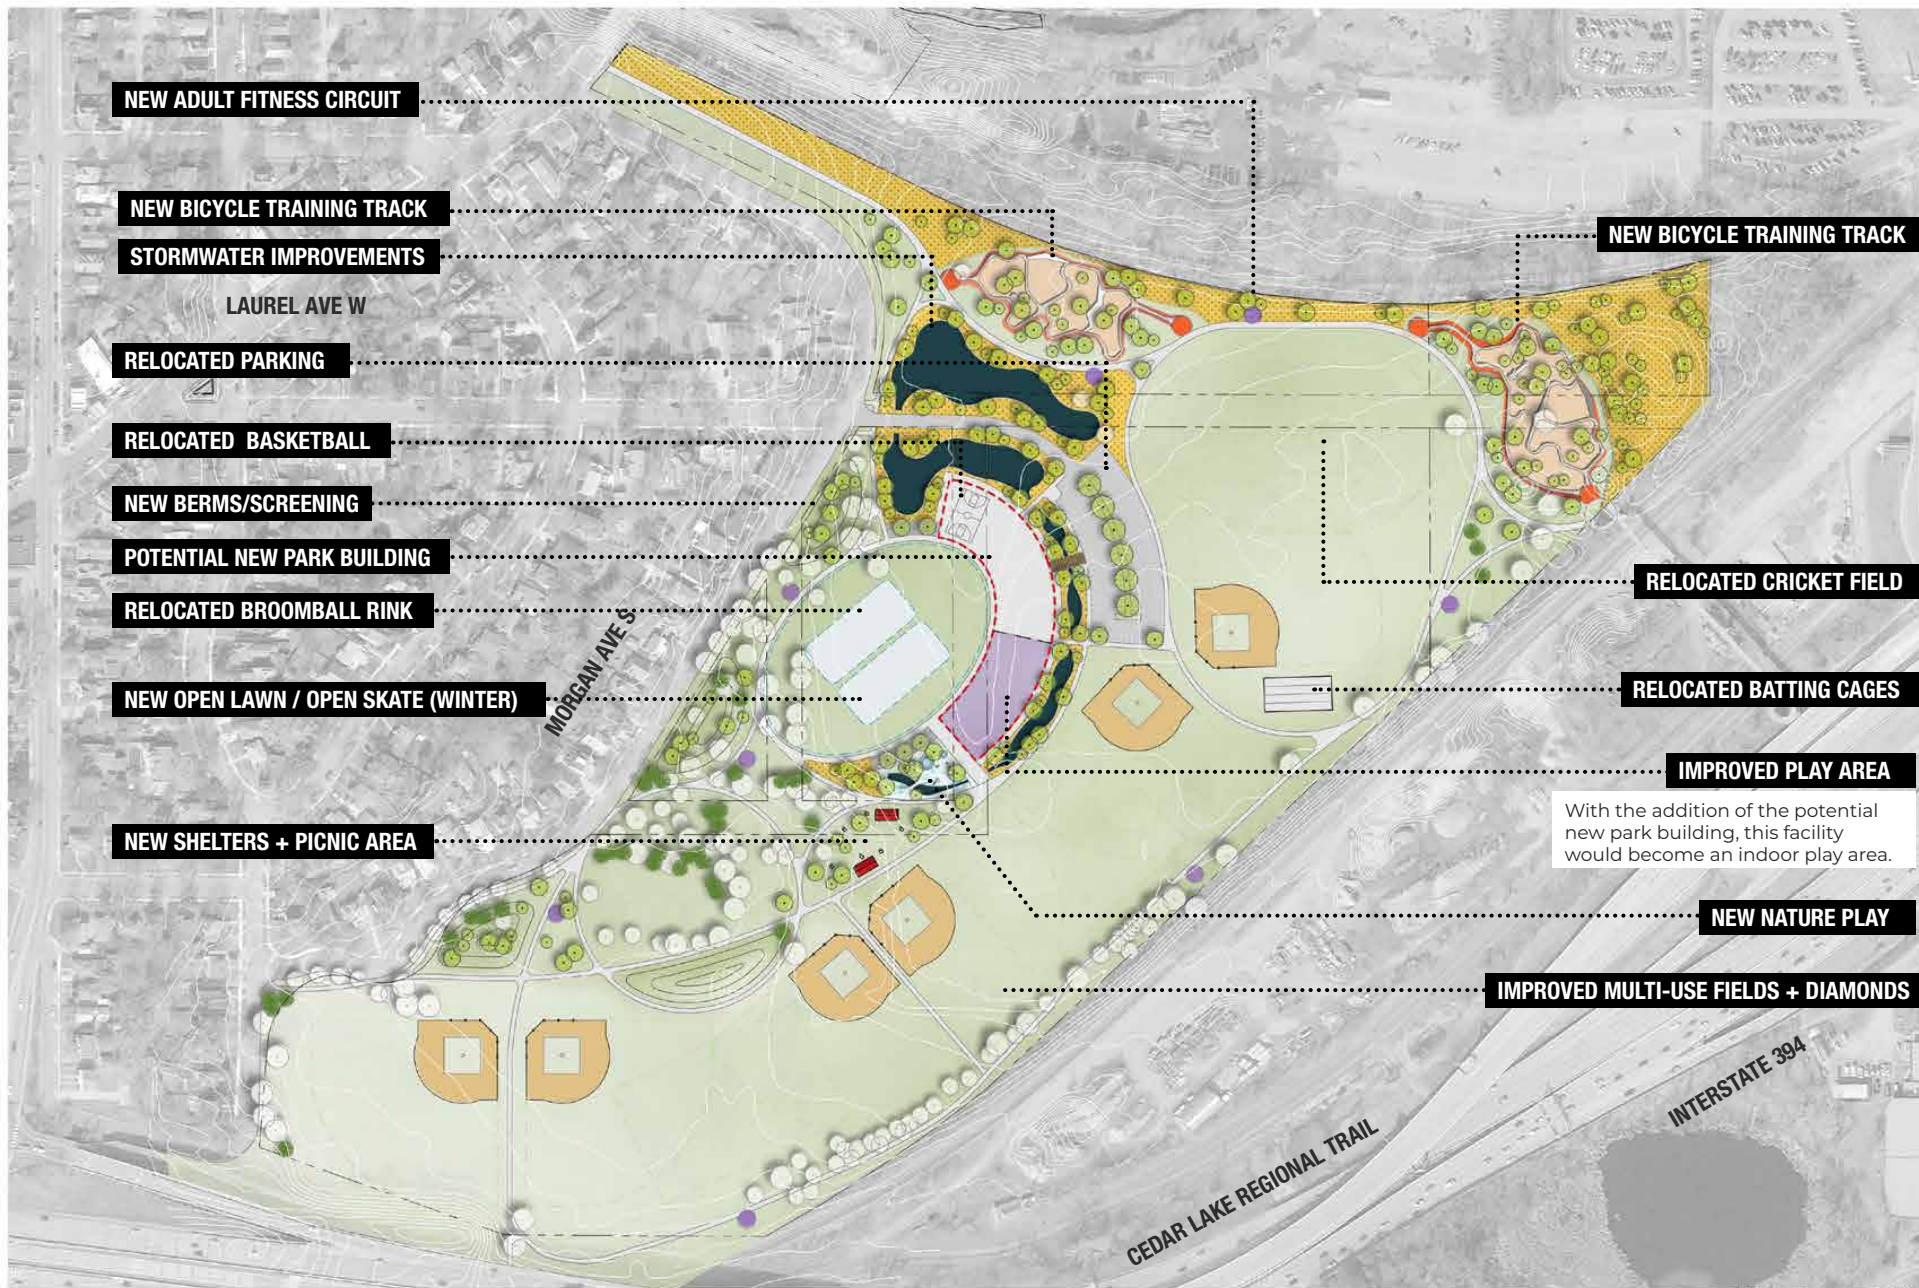 NEW ADULT FITNESS CIRCUIT
NEW BICYCLE TRAINING TRACK
STORMWATER IMPROVEMENTS
LAUREL AVE W
RELOCATED PARKING
RELOCATED BASKETBALL
NEW BERMS/SCREENING
POTENTIAL NEW PARK BUILDING
RELOCATED BROOMBALL RINK
MORGAN AVE S
NEW OPEN LAWN / OPEN SKATE (WINTER)
NEW SHELTERS + PICNIC AREA
NEW BICYCLE TRAINING TRACK
RELOCATED CRICKET FIELD
RELOCATED BATTING CAGES
IMPROVED PLAY AREA
With the addition of the potential
new park building, this facility
would become an indoor play area.
NEW NATURE PLAY
IMPROVED MULTI-USE FIELDS + DIAMONDS
INTERSTATE 394
CEDAR LAKE REGIONAL TRAIL